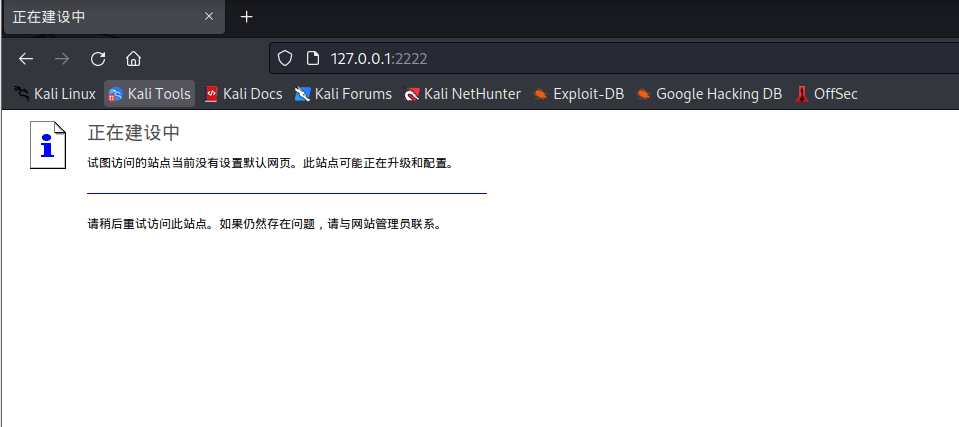 正在建设中
127.0.0.1:2222
Kali Linux Kali Tools Kali Docs Kali Forums Kali NetHunter Exploit-DB Google Hacking DB OffSec
正在建设中
试图访问的站点当前没有设置默认网页。此站点可能正在升级和配置。
请稍后重试访问此站点。如果仍然存在问题，请与网站管理员联系。